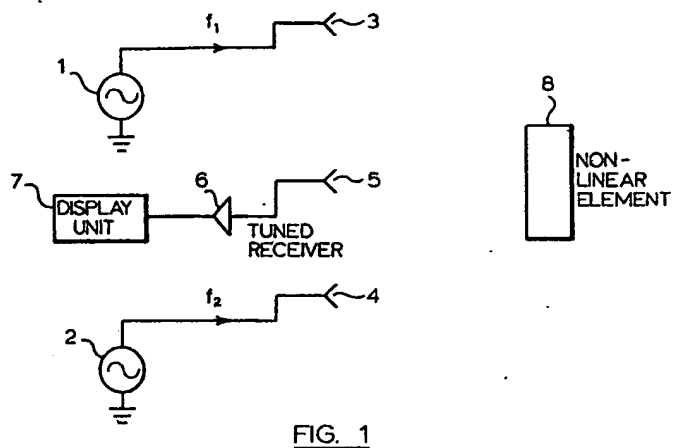 f₁
3
1
8
NON-
LINEAR
ELEMENT
7
6
5
DISPLAY
UNIT
TUNED
RECEIVER
f₂
4
2
FIG. 1